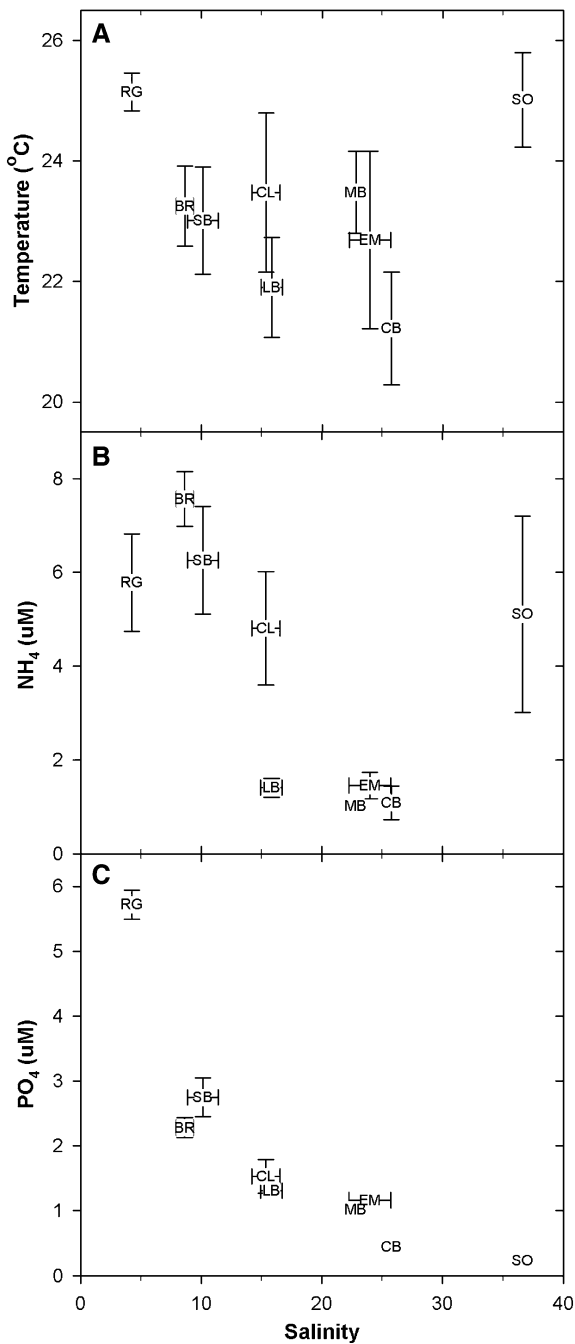 A
Temperature (°C)
26
24
22
20
RG
BR
SB
CL
LB
MB
EM
CB
SO
B
NH4 (uM)
8
6
4
2
0
RG
BR
SB
CL
LB
MB
EM
CB
SO
C
PO4 (uM)
6
5
4
3
2
1
0
RG
BR
SB
CL
LB
MB
EM
CB
SO
0 10 20 30 40
Salinity